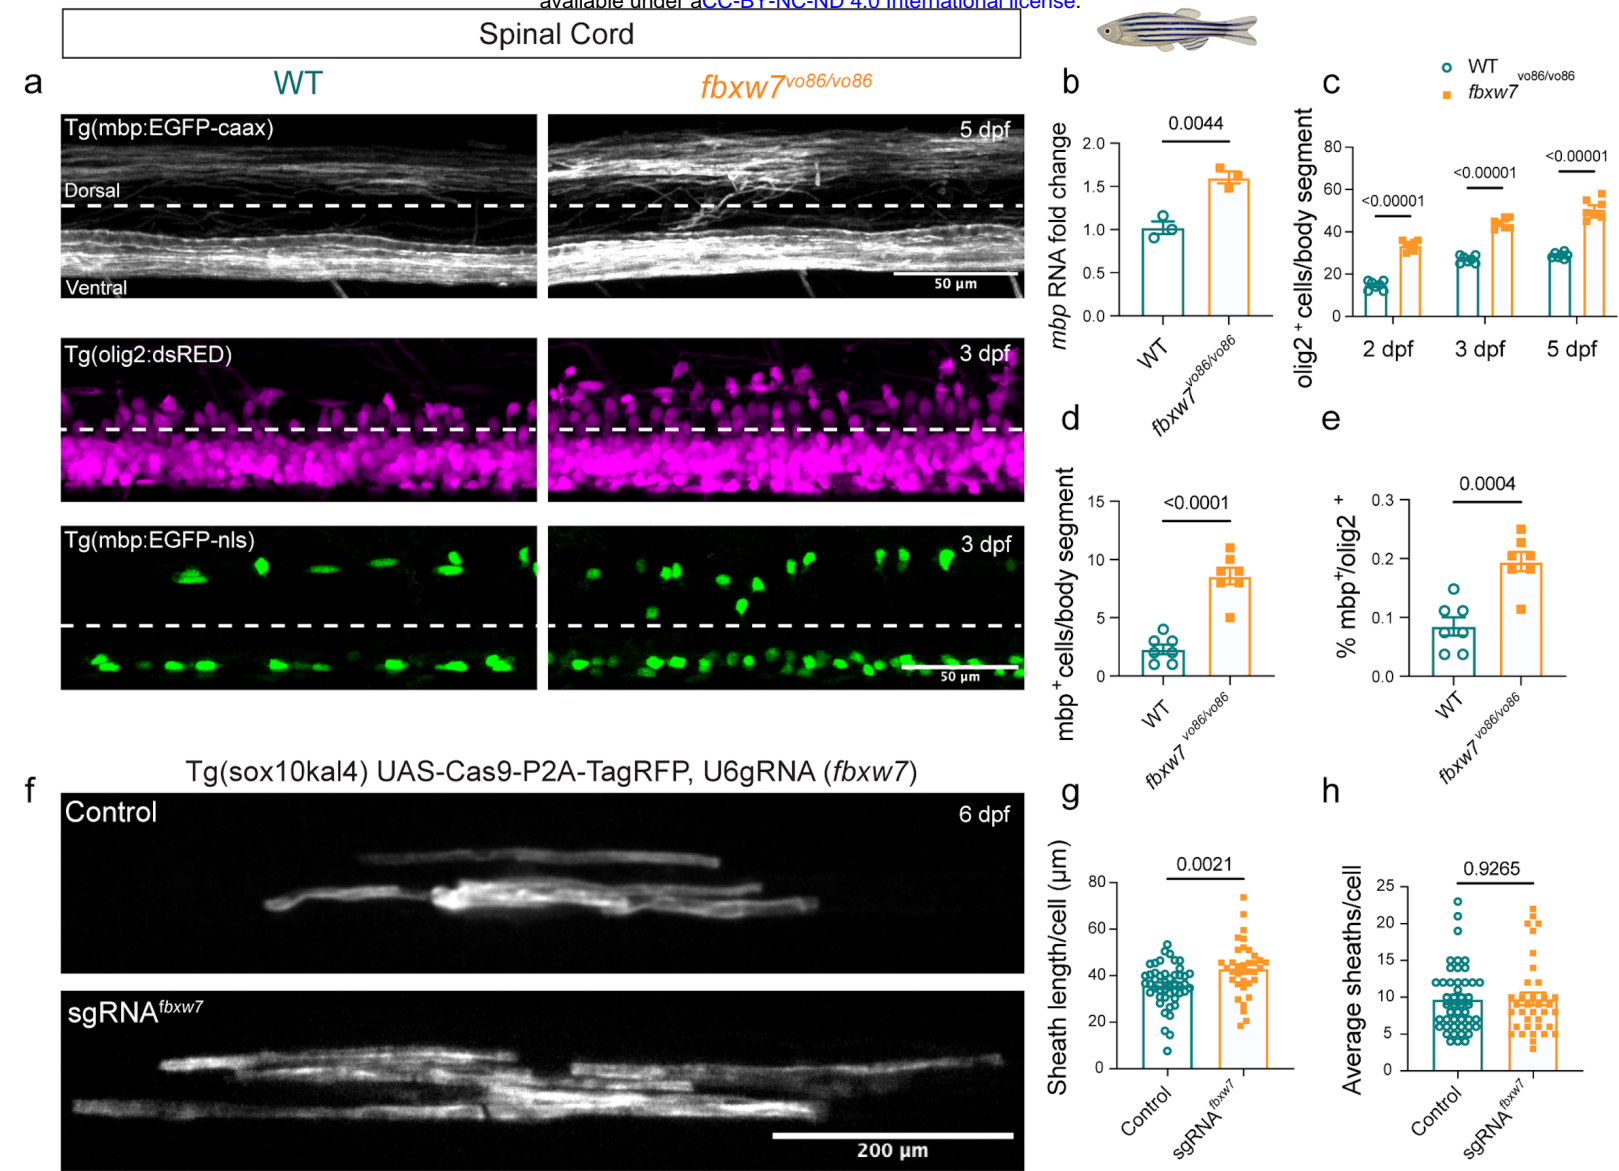 available under aCC-BY-NC-ND 4.0 International license.
Spinal Cord
a
WT
fbxw7vo86/vo86
Tg(mbp:EGFP-caax)
5 dpf
Dorsal
Ventral
50 µm
Tg(olig2:dsRED)
3 dpf
Tg(mbp:EGFP-nls)
3 dpf
50 µm
b
mbp RNA fold change
2.0
1.5
1.0
0.5
0.0
0.0044
WT
fbxw7vo86/vo86
c
WT
fbxw7vo86/vo86
olig2+ cells/body segment
80
60
40
20
0
<0.00001
<0.00001
<0.00001
2 dpf
3 dpf
5 dpf
d
mbp+ cells/body segment
15
10
5
0
<0.0001
WT
fbxw7vo86/vo86
e
% mbp+/olig2+
0.3
0.2
0.1
0.0
0.0004
WT
fbxw7vo86/vo86
f
Tg(sox10kal4) UAS-Cas9-P2A-TagRFP, U6gRNA (fbxw7)
Control
6 dpf
sgRNAfbxw7
200 µm
g
Sheath length/cell (µm)
80
60
40
20
0
0.0021
Control
sgRNAfbxw7
h
Average sheaths/cell
25
20
15
10
5
0
0.9265
Control
sgRNAfbxw7